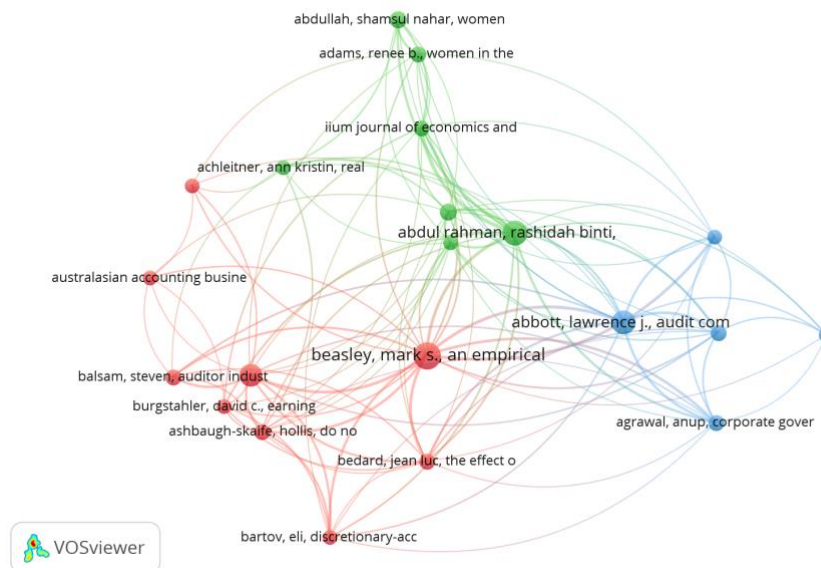 abdullah, shamsul nahar, women
adams, renee b., women in the
iium journal of economics and
achleitner, ann kristin, real
abdul rahman, rashidah binti,
australasian accounting busine
abbott, lawrence j., audit com
beasley, mark s., an empirical
balsam, steven, auditor indust
burgstahler, david c., earning
agrawal, anup, corporate gover
ashbaugh-skaife, hollis, do no
bedard, jean luc, the effect o
bartov, eli, discretionary-acc
VOSviewer